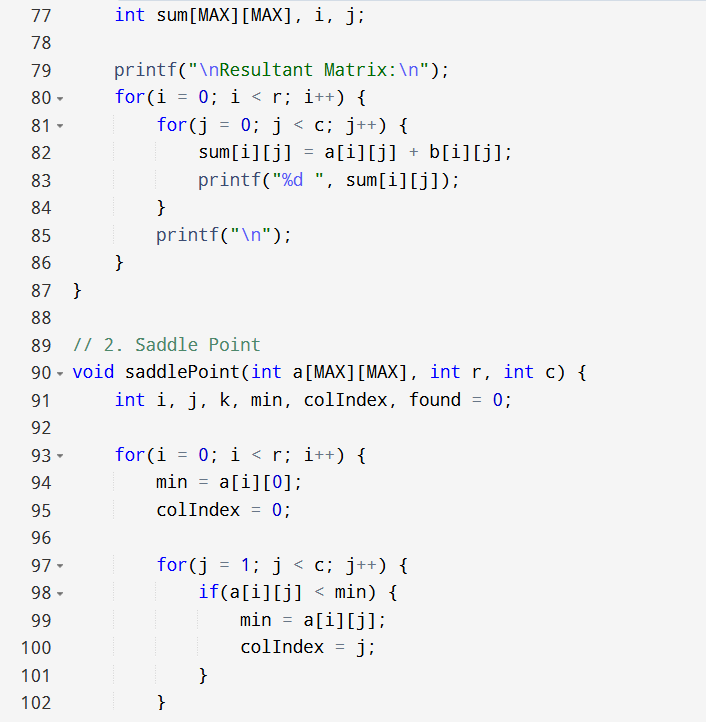 77 int sum[MAX][MAX], i, j;
78
79 printf("\nResultant Matrix:\n");
80 for(i = 0; i < r; i++) {
81 for(j = 0; j < c; j++) {
82 sum[i][j] = a[i][j] + b[i][j];
83 printf("%d ", sum[i][j]);
84 }
85 printf("\n");
86 }
87 }
88
89 // 2. Saddle Point
90 void saddlePoint(int a[MAX][MAX], int r, int c) {
91 int i, j, k, min, colIndex, found = 0;
92
93 for(i = 0; i < r; i++) {
94 min = a[i][0];
95 colIndex = 0;
96
97 for(j = 1; j < c; j++) {
98 if(a[i][j] < min) {
99 min = a[i][j];
100 colIndex = j;
101 }
102 }